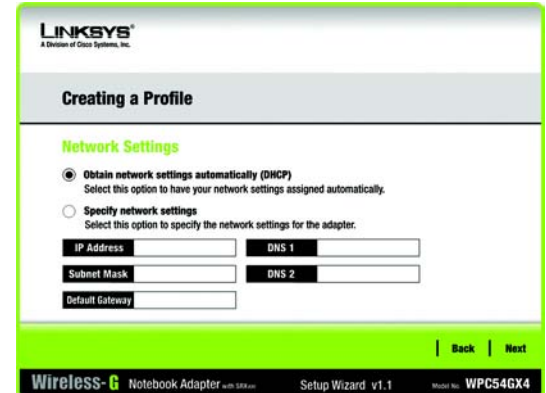 LINKSYS®
A Division of Cisco Systems, Inc.
Creating a Profile
Network Settings
Obtain network settings automatically (DHCP)
Select this option to have your network settings assigned automatically.
Specify network settings
Select this option to specify the network settings for the adapter.
IP Address DNS 1
Subnet Mask DNS 2
Default Gateway
Back Next
Wireless-G Notebook Adapter with SRX400 Setup Wizard v1.1 Model No. WPC54GX4